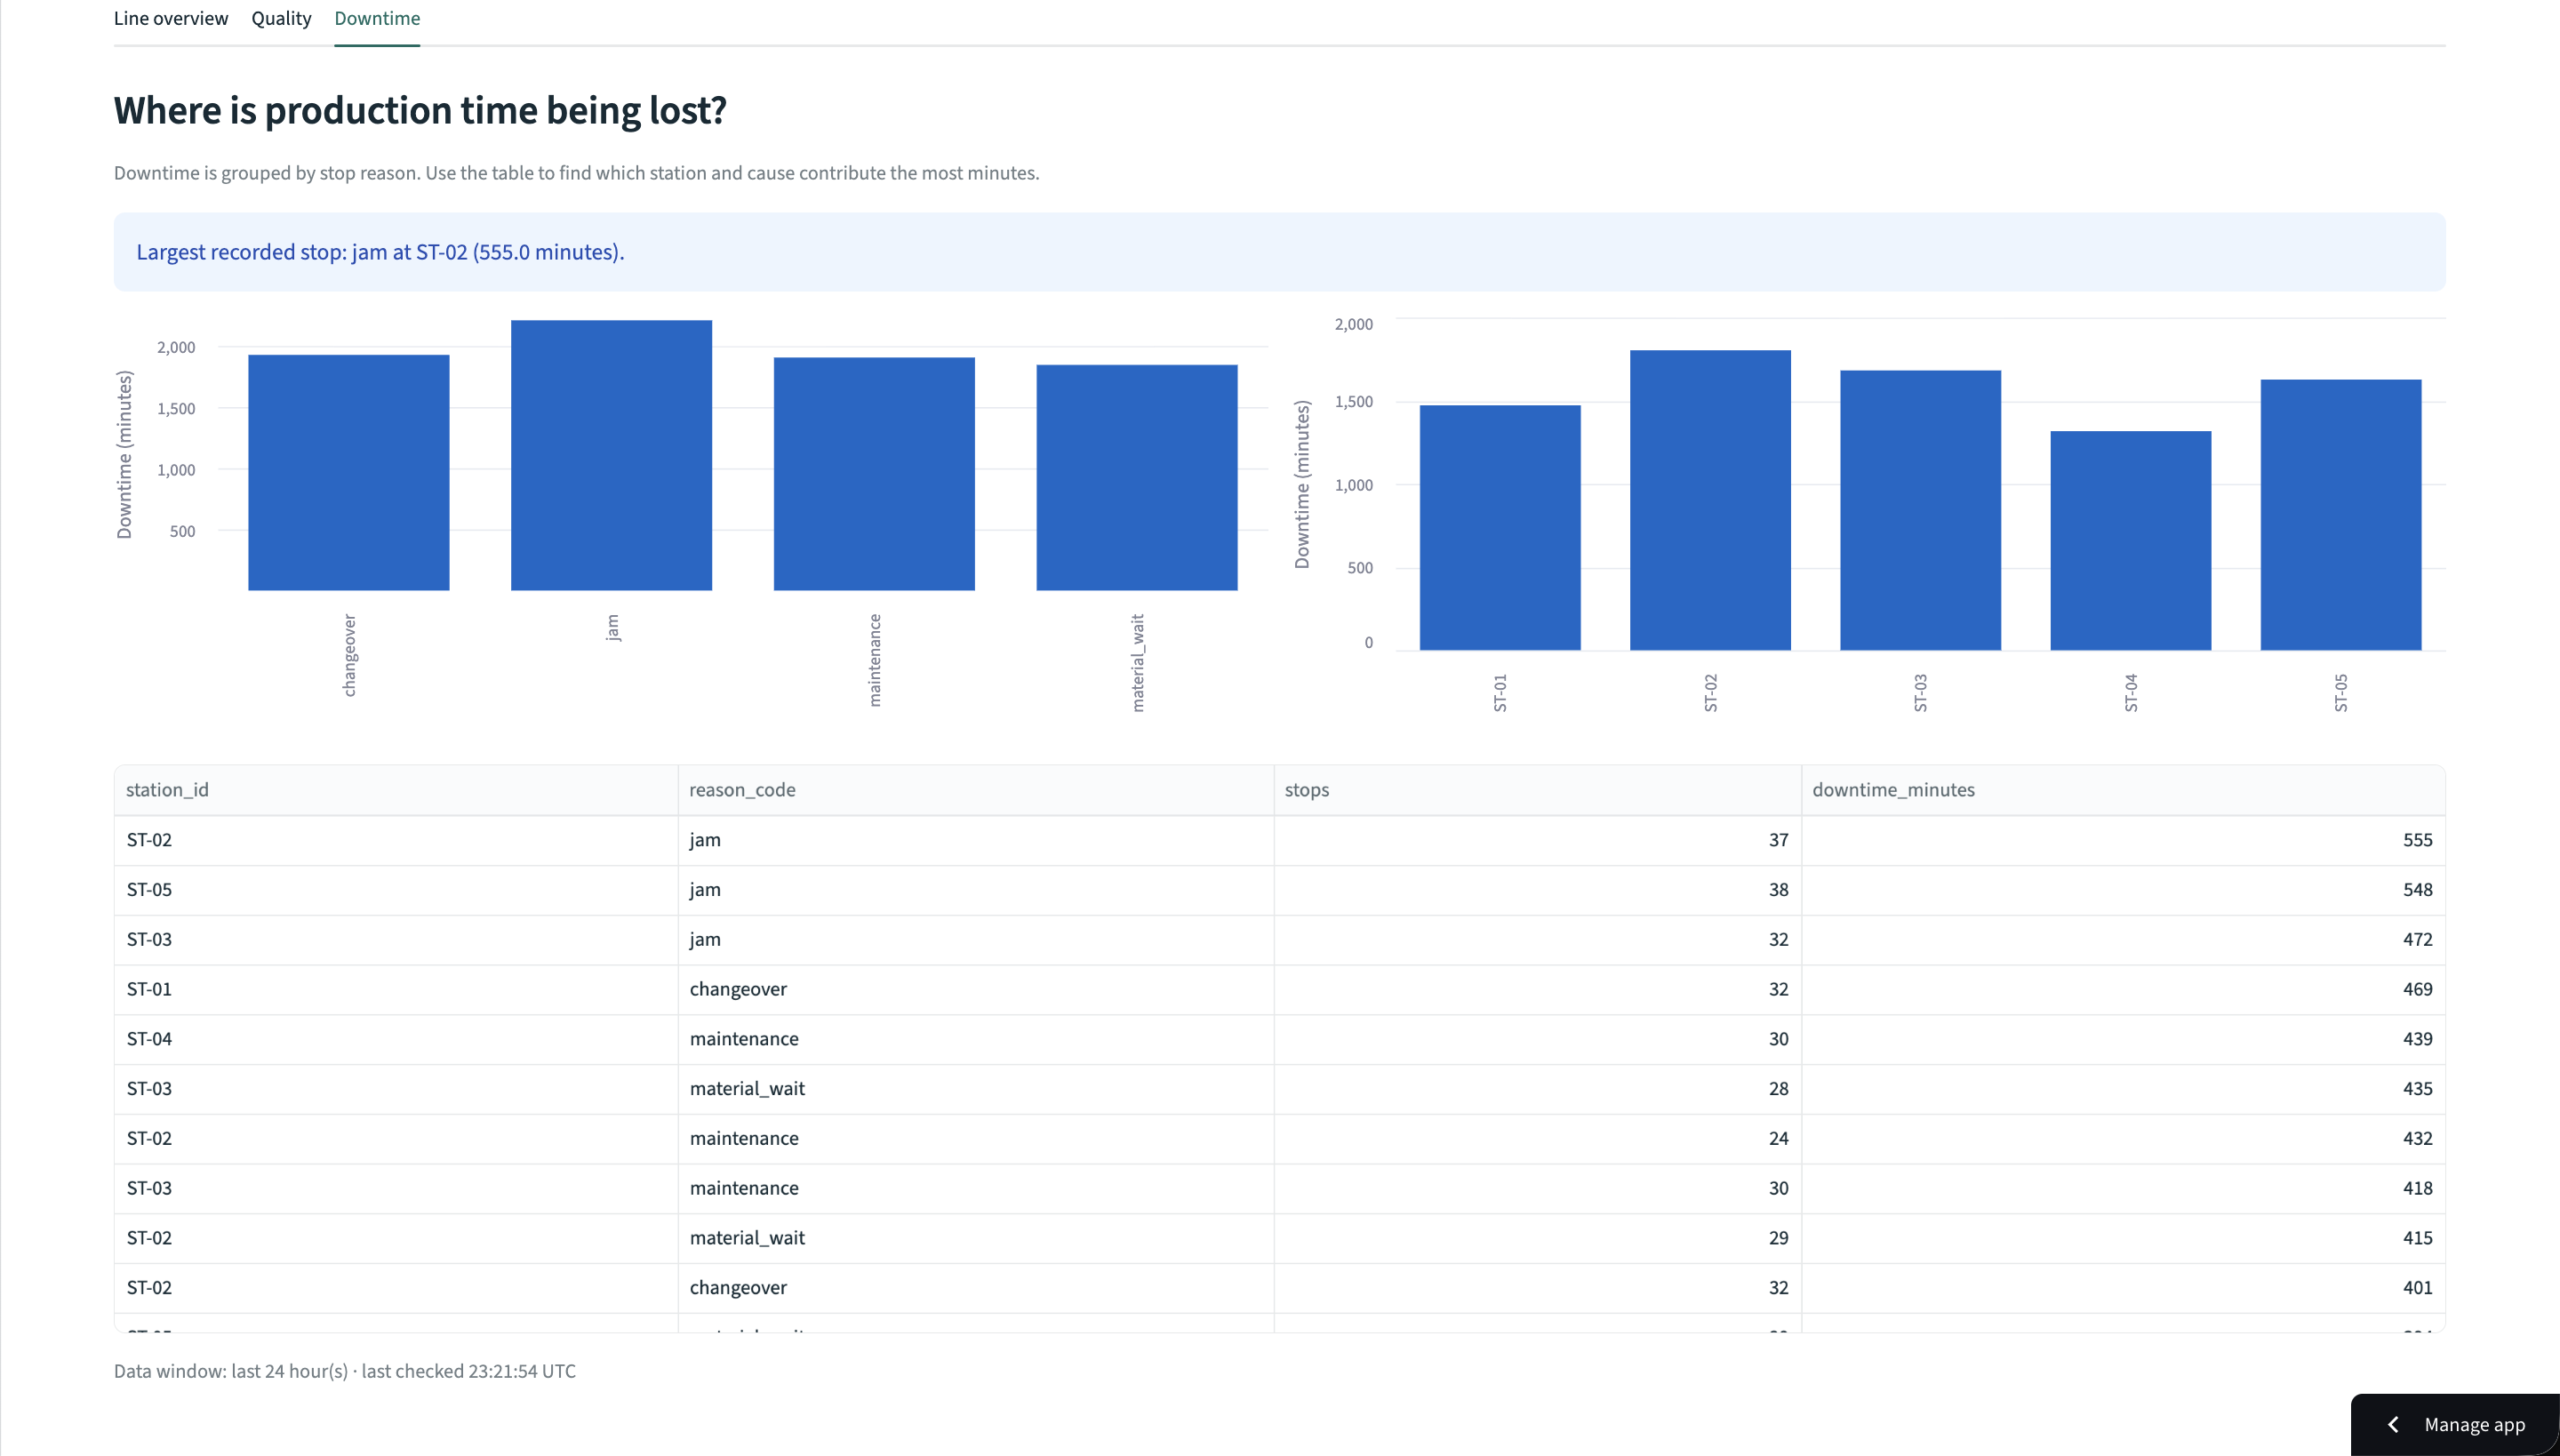 Line overview Quality Downtime
Where is production time being lost?
Downtime is grouped by stop reason. Use the table to find which station and cause contribute the most minutes.
Largest recorded stop: jam at ST-02 (555.0 minutes).
Downtime (minutes)
2,000
1,500
1,000
500
changeover jam maintenance material_wait
Downtime (minutes)
2,000
1,500
1,000
500
0
ST-01 ST-02 ST-03 ST-04 ST-05
station_id reason_code stops downtime_minutes
ST-02 jam 37 555
ST-05 jam 38 548
ST-03 jam 32 472
ST-01 changeover 32 469
ST-04 maintenance 30 439
ST-03 material_wait 28 435
ST-02 maintenance 24 432
ST-03 maintenance 30 418
ST-02 material_wait 29 415
ST-02 changeover 32 401
Data window: last 24 hour(s) · last checked 23:21:54 UTC
Manage app